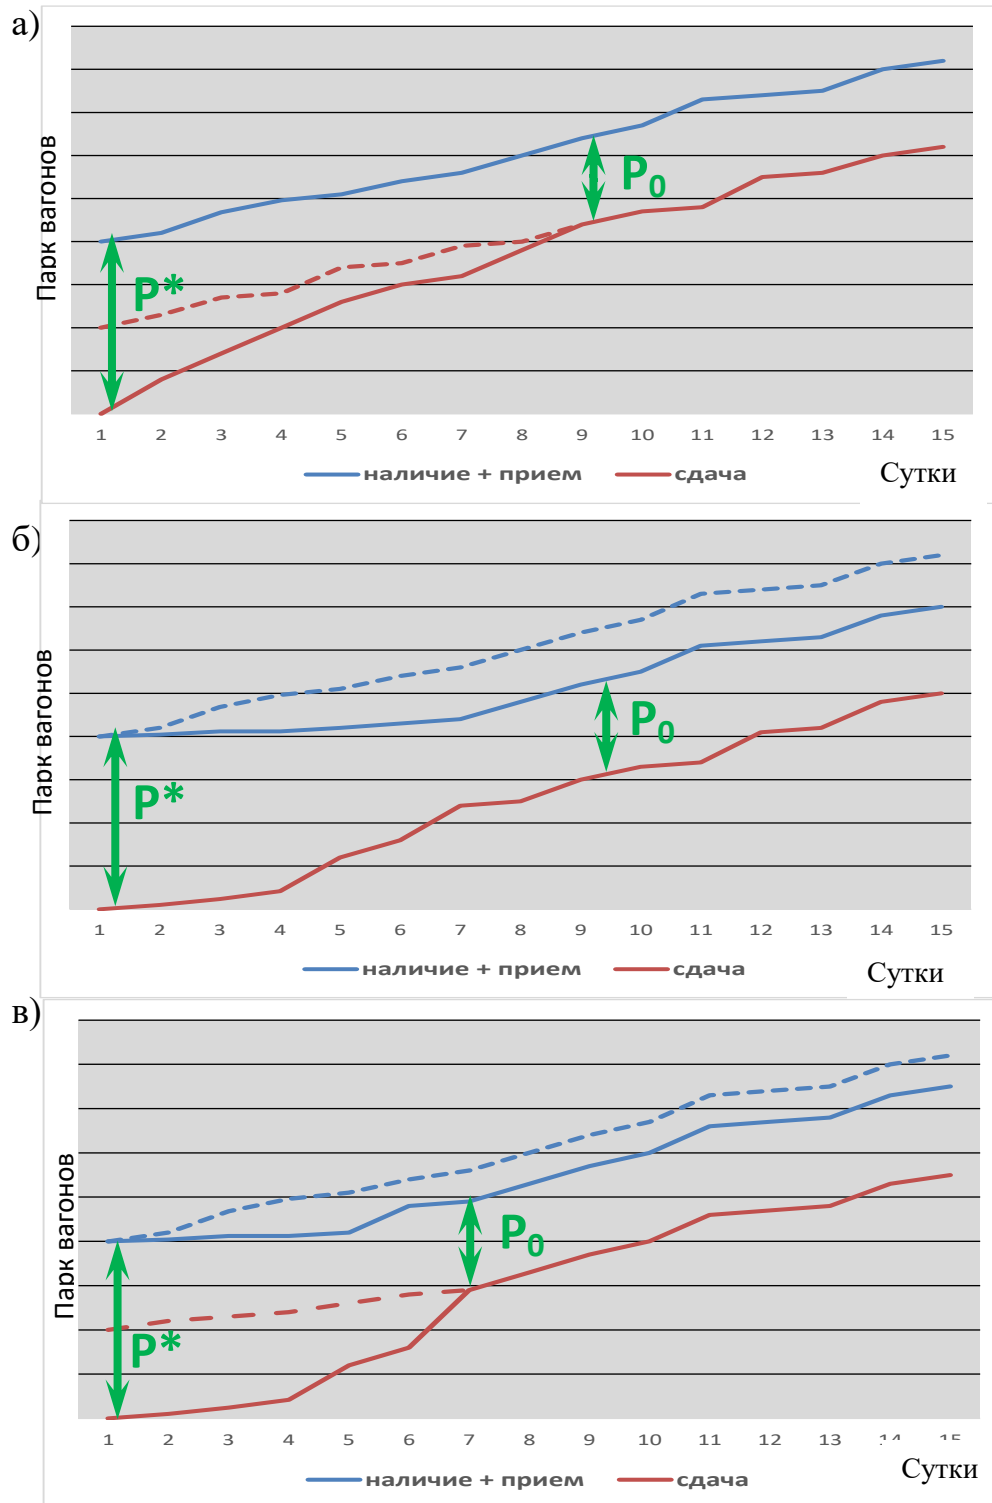 а)
Парк вагонов
P*
P0
1 2 3 4 5 6 7 8 9 10 11 12 13 14 15
наличие + прием сдача Сутки
б)
Парк вагонов
P*
P0
1 2 3 4 5 6 7 8 9 10 11 12 13 14 15
наличие + прием сдача Сутки
в)
Парк вагонов
P0
P*
1 2 3 4 5 6 7 8 9 10 11 12 13 14 15
наличие + прием сдача Сутки